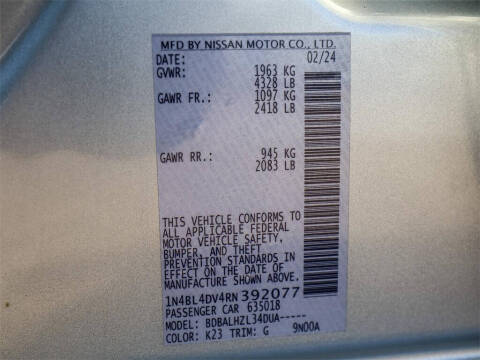 MFD BY NISSAN MOTOR CO., LTD.
DATE: 02/24
GVWR: 1963 KG
4328 LB
GAWR FR.: 1097 KG
2418 LB
GAWR RR.: 945 KG
2083 LB
THIS VEHICLE CONFORMS TO
ALL APPLICABLE FEDERAL
MOTOR VEHICLE SAFETY,
BUMPER, AND THEFT
PREVENTION STANDARDS IN
EFFECT ON THE DATE OF
MANUFACTURE SHOWN ABOVE.
1N4BL4DV4RN392077
PASSENGER CAR 635018
MODEL: BDBALHZL34DUA-----
COLOR: K23 TRIM: G 9N00A